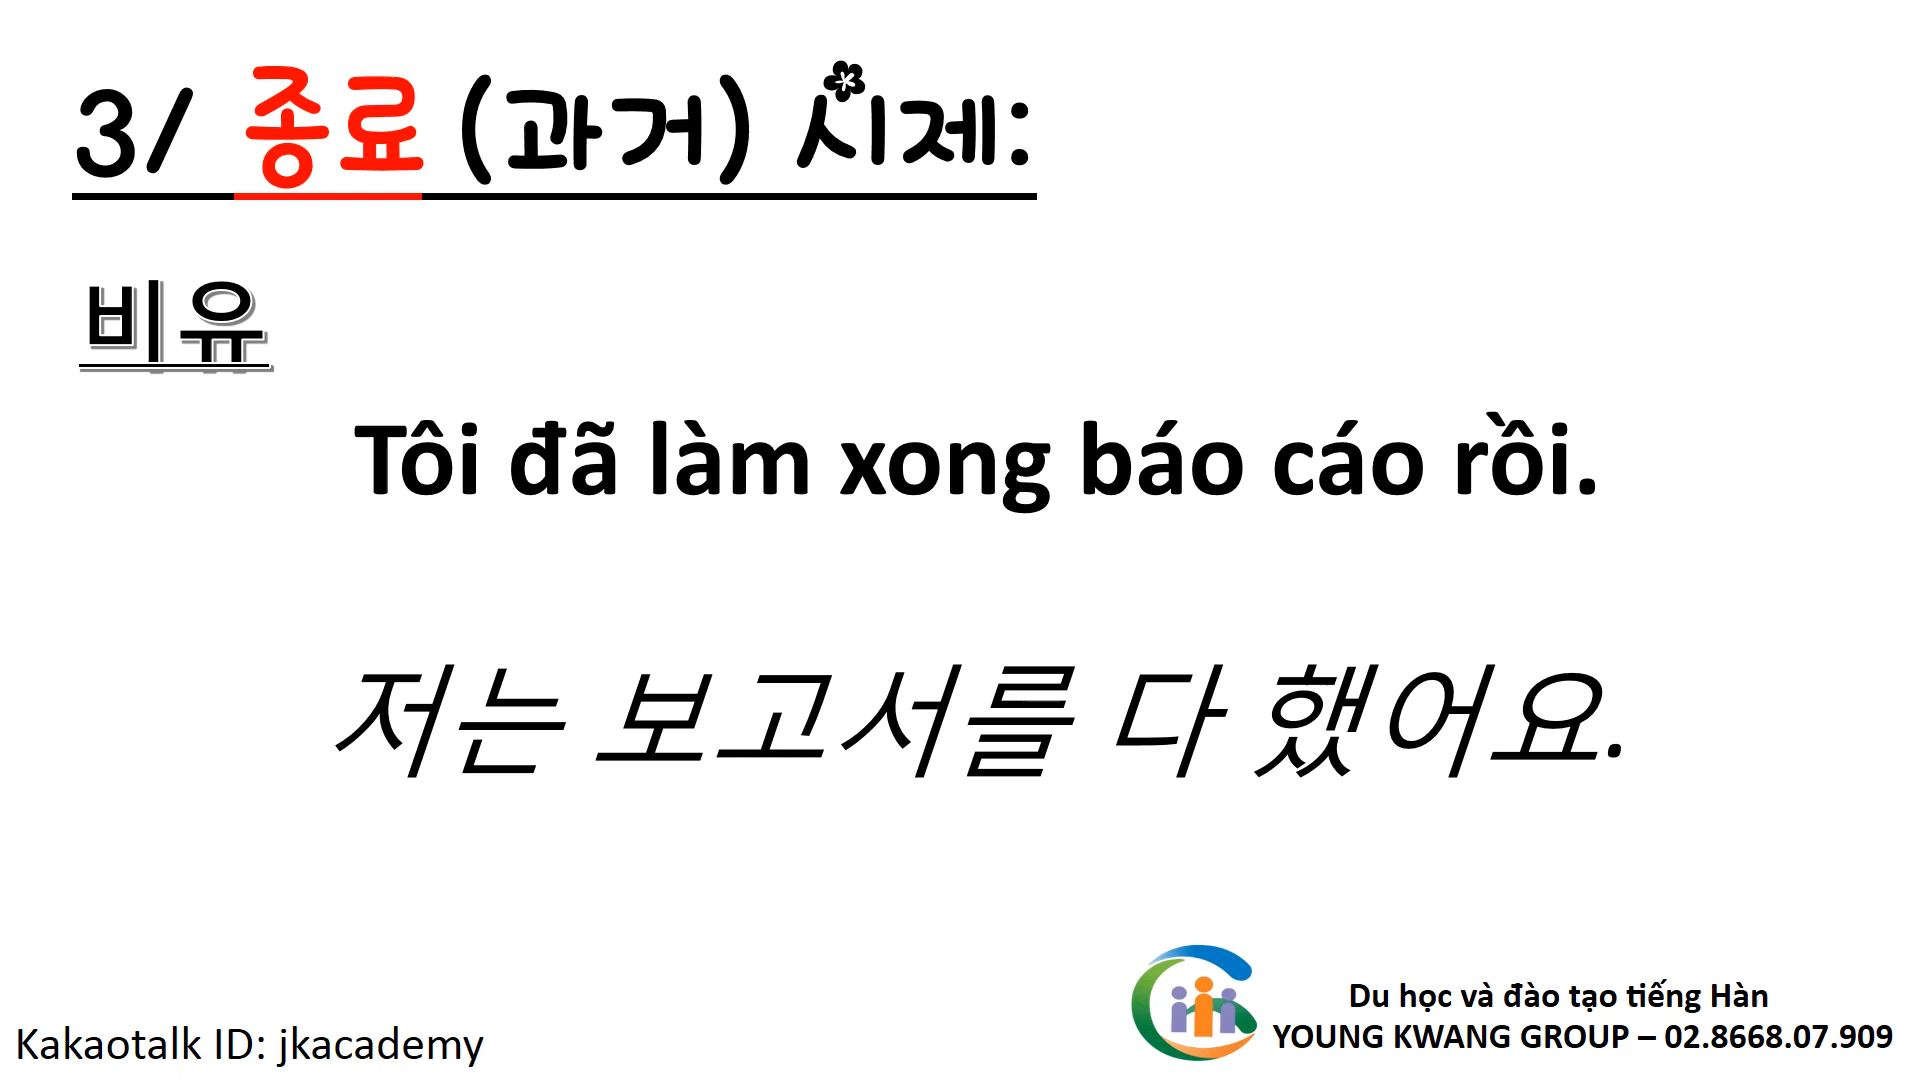 3/ 종료 (과거) 시제:
비유
Tôi đã làm xong báo cáo rồi.
저는 보고서를 다 했어요.
Kakaotalk ID: jkacademy
Du học và đào tạo tiếng Hàn
YOUNG KWANG GROUP – 02.8668.07.909